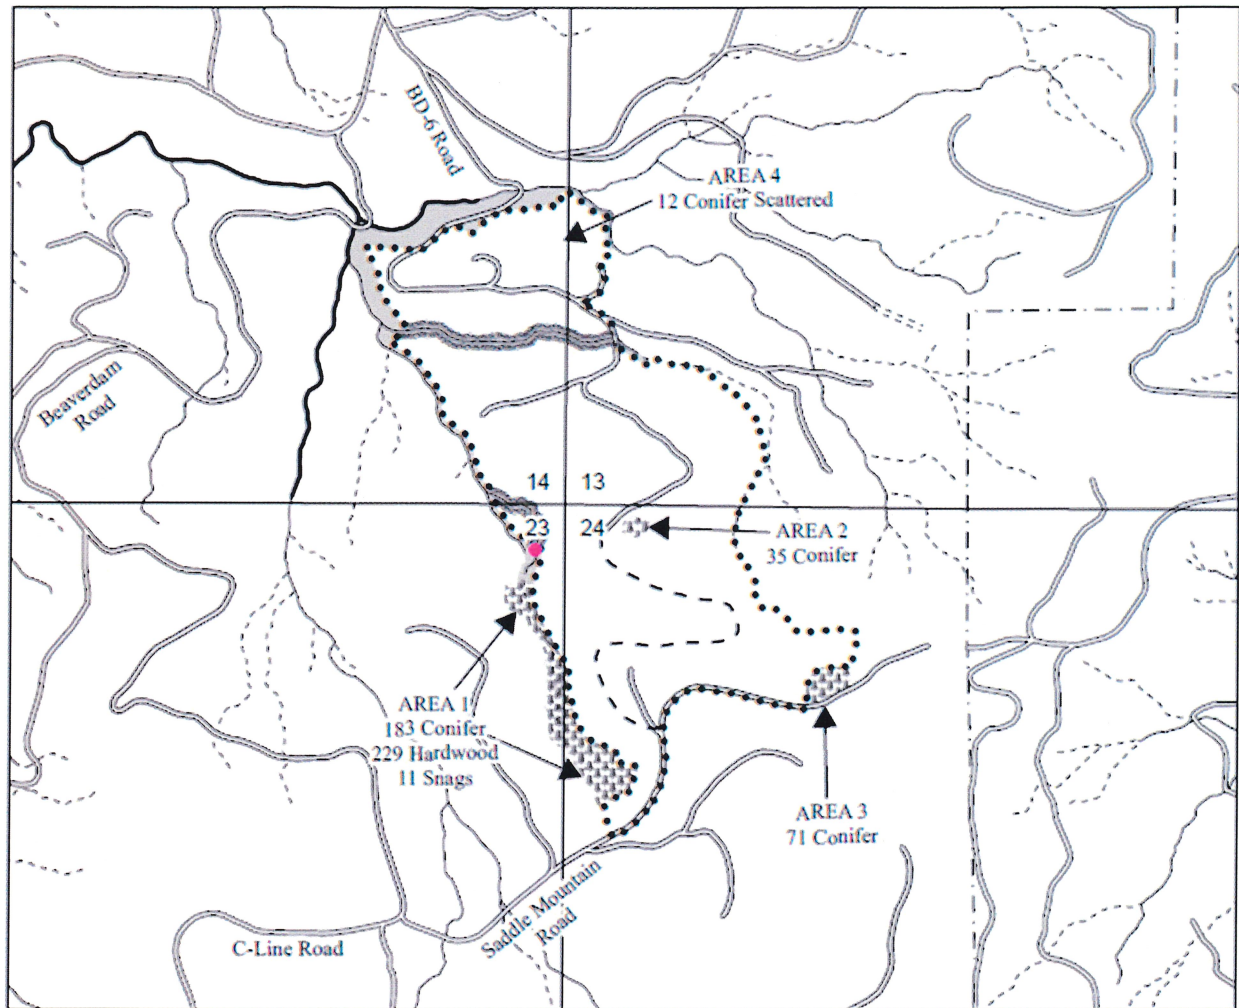 BD-6 Road
AREA 4
12 Conifer Scattered
Beaverdam
Road
14 13
23 24
AREA 2
35 Conifer
AREA 1
183 Conifer
229 Hardwood
11 Snags
AREA 3
71 Conifer
Saddle Mountain
Road
C-Line Road